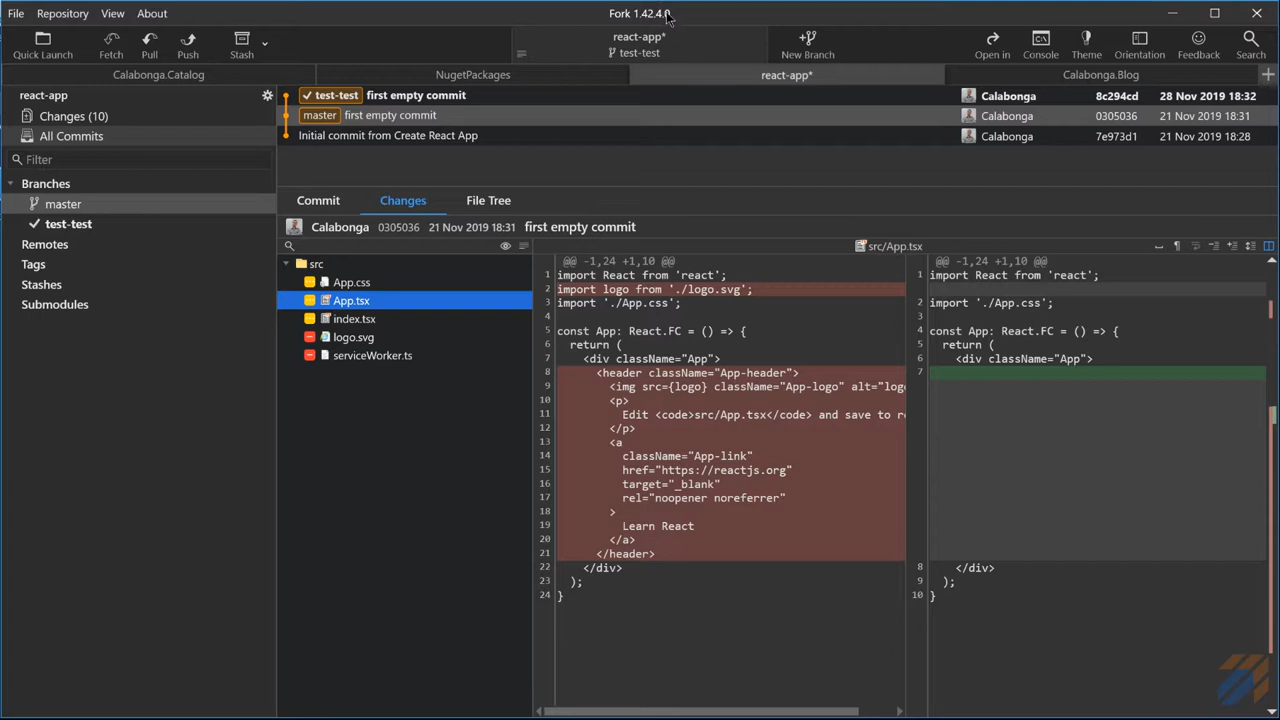 File Repository View About
Fork 1.42.4.0
Quick Launch Fetch Pull Push Stash
react-app*
test-test
New Branch
Open in Console Theme Orientation Feedback Search
Calabonga.Catalog NugetPackages react-app* Calabonga.Blog
react-app
Changes (10)
All Commits
Filter
Branches
master
test-test
Remotes
Tags
Stashes
Submodules
test-test first empty commit Calabonga 8c294cd 28 Nov 2019 18:32
master first empty commit Calabonga 0305036 21 Nov 2019 18:31
Initial commit from Create React App Calabonga 7e973d1 21 Nov 2019 18:28
Commit Changes File Tree
Calabonga 0305036 21 Nov 2019 18:31 first empty commit
src
App.css
App.tsx
index.tsx
logo.svg
serviceWorker.ts
src/App.tsx
@@ -1,24 +1,10 @@
1 import React from 'react';
2 import logo from './logo.svg';
3 import './App.css';
4
5 const App: React.FC = () => {
6 return (
7 <div className="App">
8 <header className="App-header">
9 <img src={logo} className="App-logo" alt="logo
10 <p>
11 Edit <code>src/App.tsx</code> and save to re
12 </p>
13 <a
14 className="App-link"
15 href="https://reactjs.org"
16 target="_blank"
17 rel="noopener noreferrer"
18 >
19 Learn React
20 </a>
21 </header>
22 </div>
23 );
24 }
@@ -1,24 +1,10 @@
1 import React from 'react';
2 import './App.css';
3
4 const App: React.FC = () => {
5 return (
6 <div className="App">
7
8 </div>
9 );
10 }